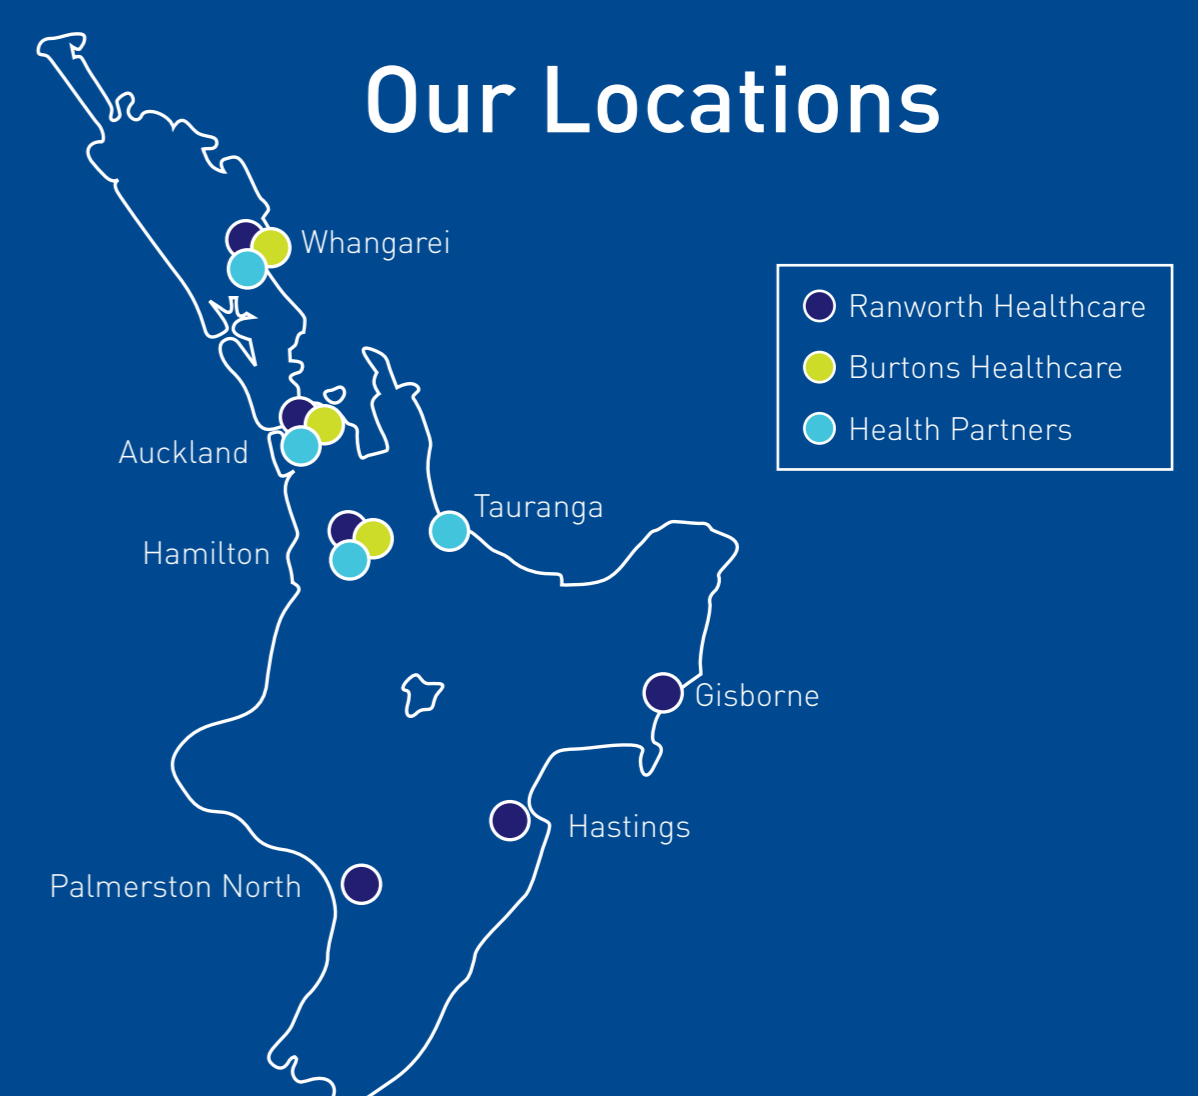 Our Locations
Whangarei
Ranworth Healthcare
Burtons Healthcare
Health Partners
Auckland
Tauranga
Hamilton
Gisborne
Hastings
Palmerston North